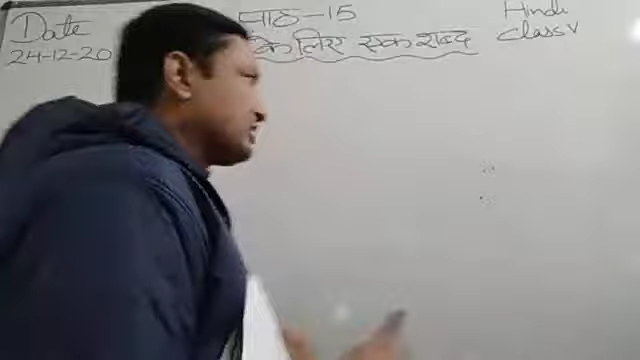 Date
24-12-20
पाठ-15
के लिए एक शब्द
Hindi
Class V